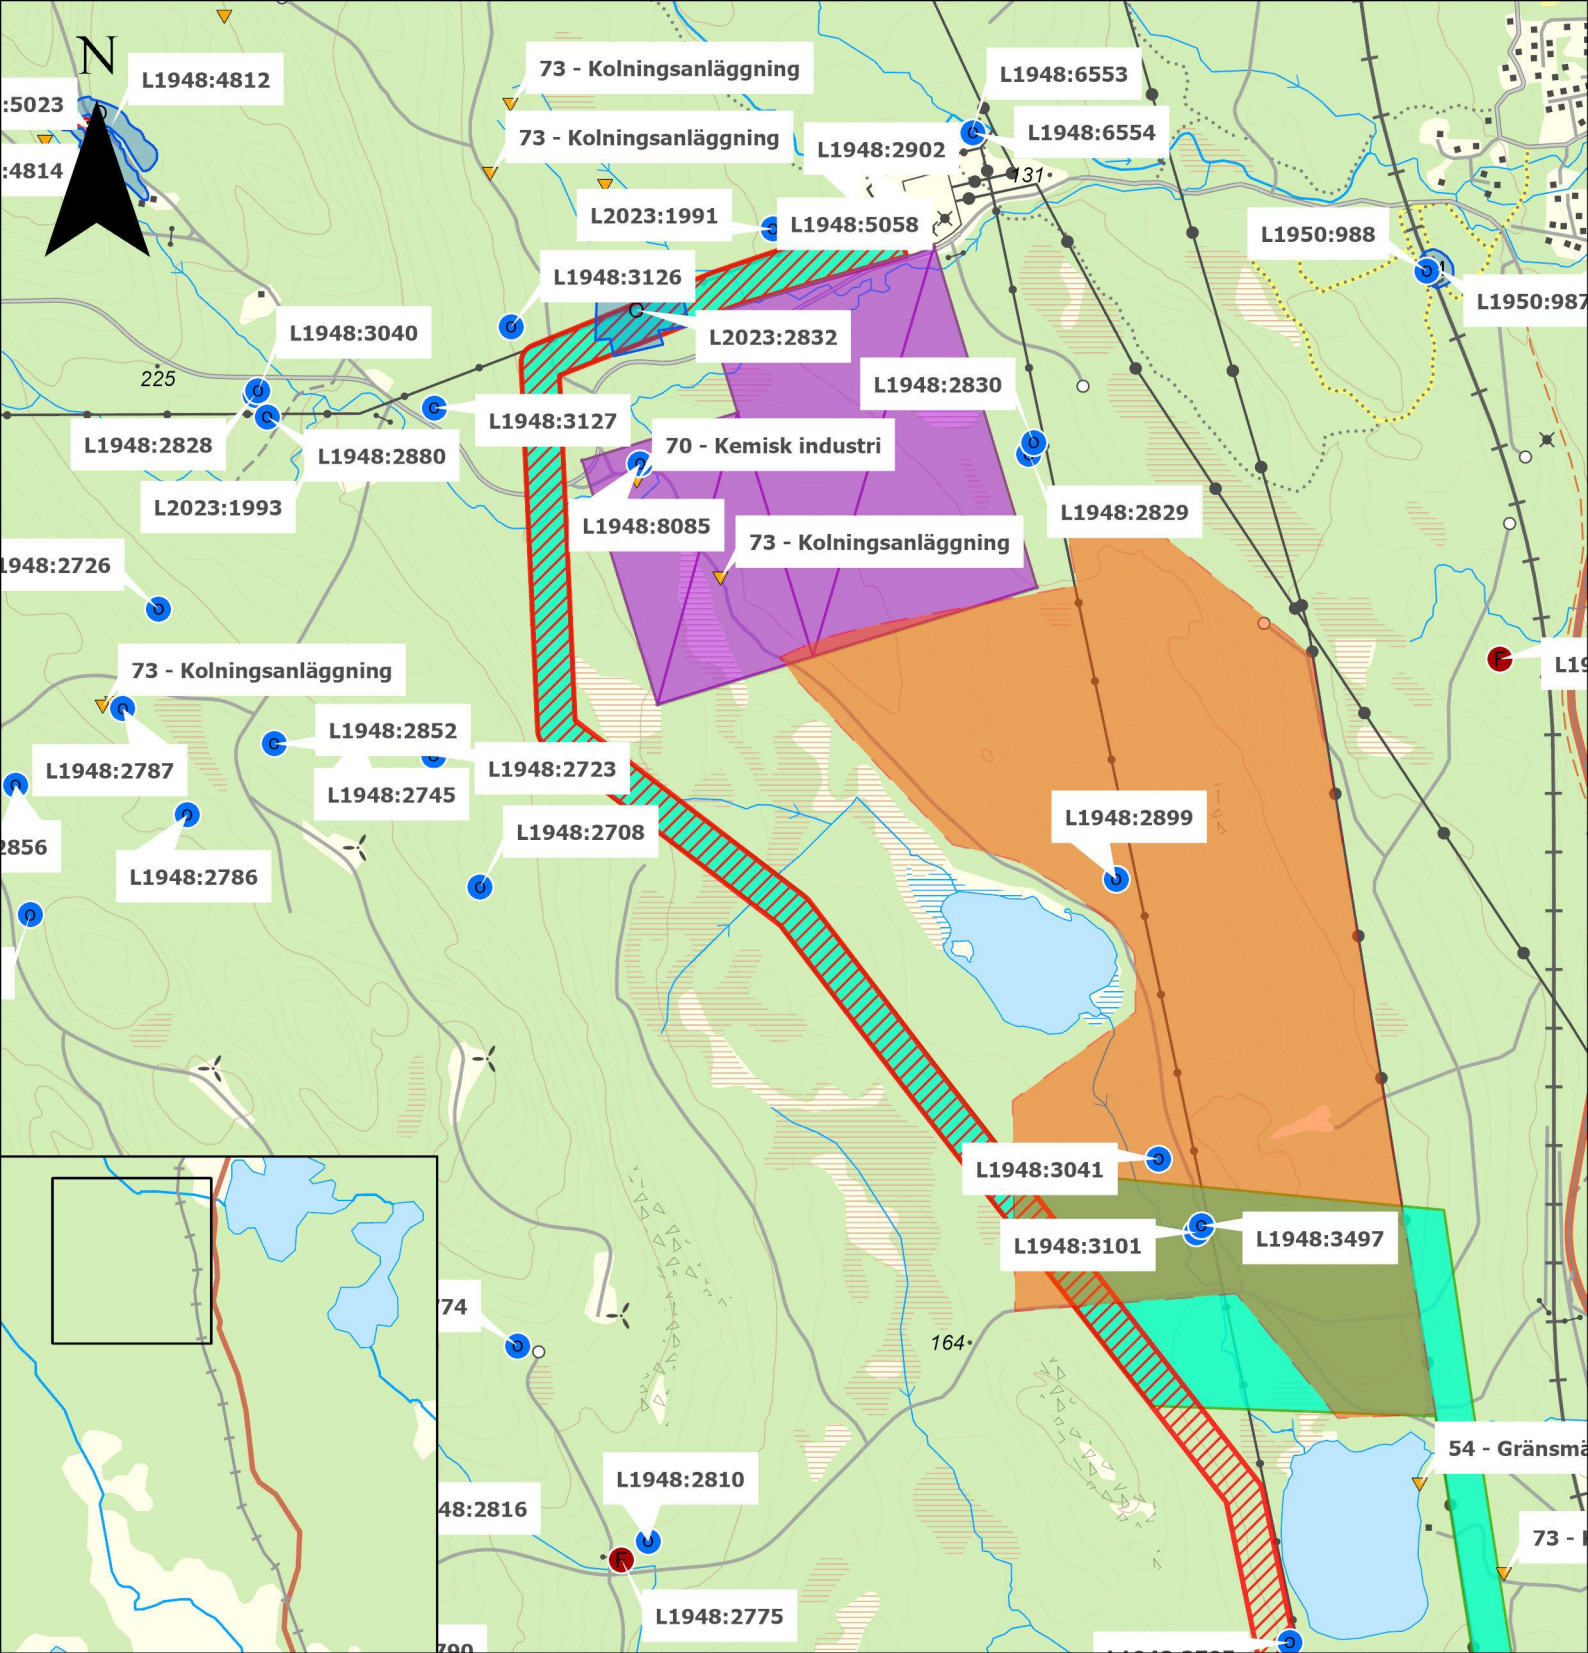 N
L1948:4812
73 - Kolningsanläggning
L1948:6553
:5023
L1948:6554
73 - Kolningsanläggning
L1948:2902
:4814
131
L2023:1991
L1948:5058
L1950:988
L1948:3126
L1950:987
L1948:3040
L2023:2832
225
L1948:2830
L1948:3127
L1948:2828
70 - Kemisk industri
L1948:2880
L2023:1993
L1948:8085
L1948:2829
73 - Kolningsanläggning
1948:2726
F
L19
73 - Kolningsanläggning
L1948:2852
L1948:2787
L1948:2723
L1948:2745
L1948:2899
L1948:2708
2856
L1948:2786
L1948:3041
L1948:3101
L1948:3497
74
164
54 - Gränsmä
L1948:2810
48:2816
73 -
F
L1948:2775